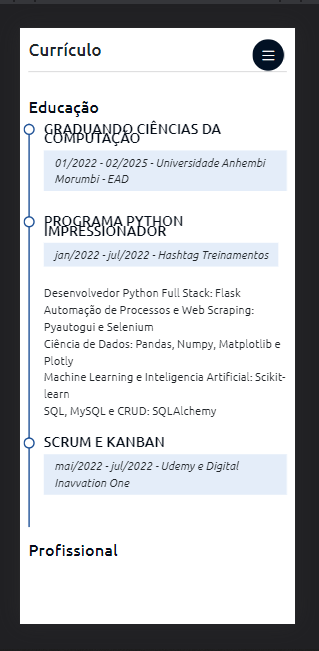 Currículo
Educação
GRADUANDO CIÊNCIAS DA
COMPUTAÇÃO
01/2022 - 02/2025 - Universidade Anhembi
Morumbi - EAD
PROGRAMA PYTHON
IMPRESSIONADOR
jan/2022 - jul/2022 - Hashtag Treinamentos
Desenvolvedor Python Full Stack: Flask
Automação de Processos e Web Scraping:
Pyautogui e Selenium
Ciência de Dados: Pandas, Numpy, Matplotlib e
Plotly
Machine Learning e Inteligencia Artificial: Scikit-
learn
SQL, MySQL e CRUD: SQLAlchemy
SCRUM E KANBAN
mai/2022 - jul/2022 - Udemy e Digital
Inavvation One
Profissional